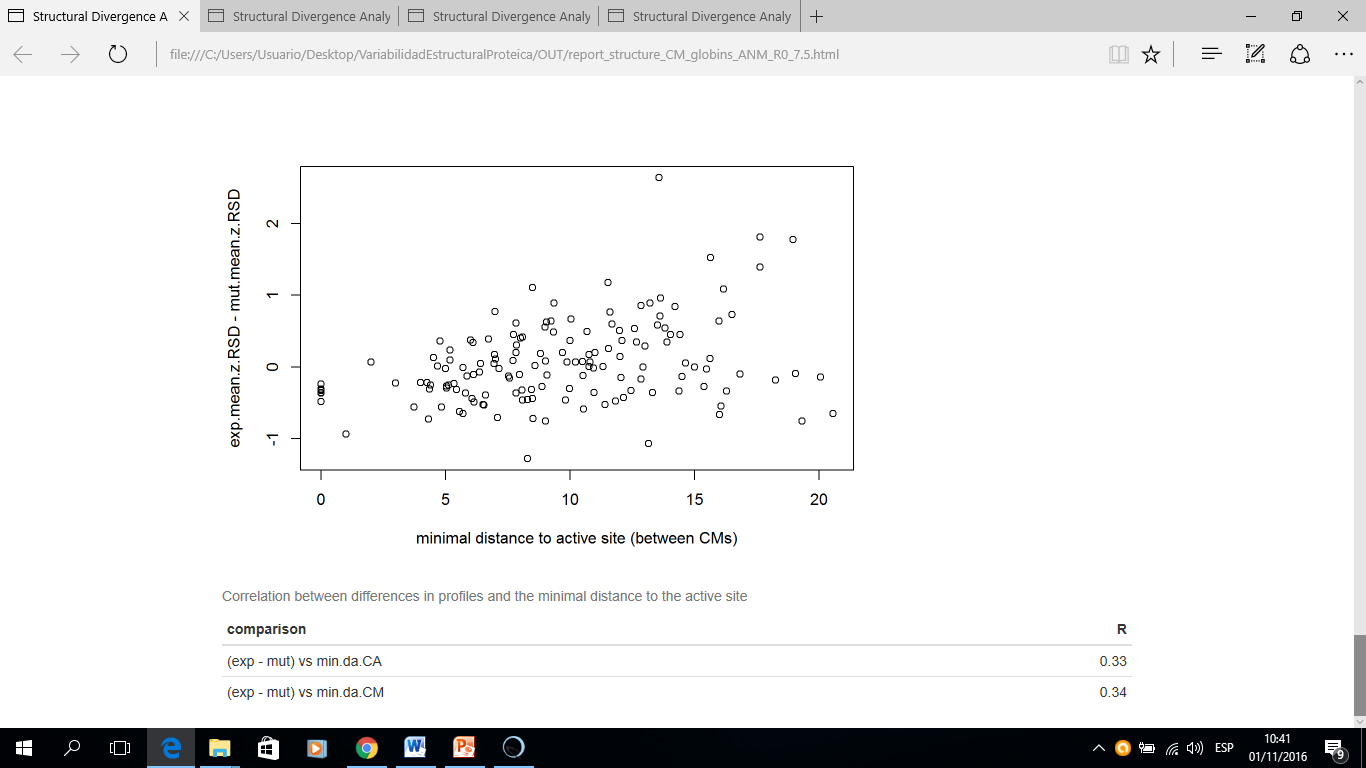 Structural Divergence A
Structural Divergence Analy
Structural Divergence Analy
Structural Divergence Analy
file:///C:/Users/Usuario/Desktop/VariabilidadEstructuralProteica/OUT/report_structure_CM_globins_ANM_R0_7.5.html
exp.mean.z.RSD - mut.mean.z.RSD
2
1
0
-1
0 5 10 15 20
minimal distance to active site (between CMs)
Correlation between differences in profiles and the minimal distance to the active site
comparison R
(exp - mut) vs min.da.CA 0.33
(exp - mut) vs min.da.CM 0.34
ESP
10:41
01/11/2016
9